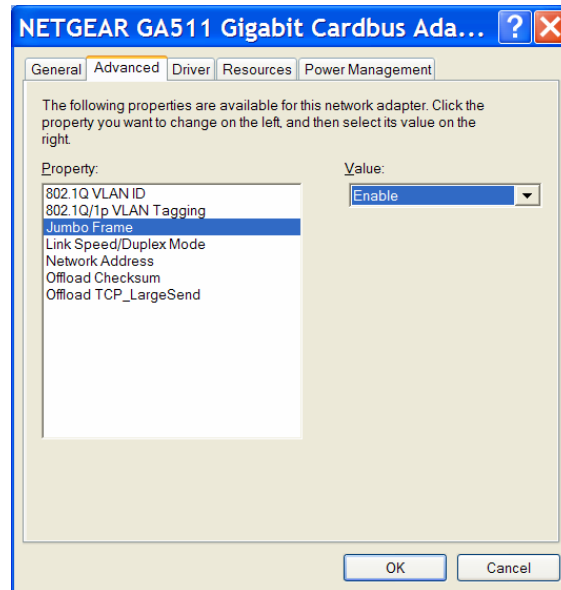 NETGEAR GA511 Gigabit Cardbus Ada...
General Advanced Driver Resources Power Management
The following properties are available for this network adapter. Click the
property you want to change on the left, and then select its value on the
right.
Property:
Value:
802.1Q VLAN ID
802.1Q/1p VLAN Tagging
Jumbo Frame
Link Speed/Duplex Mode
Network Address
Offload Checksum
Offload TCP_LargeSend
Enable
OK Cancel